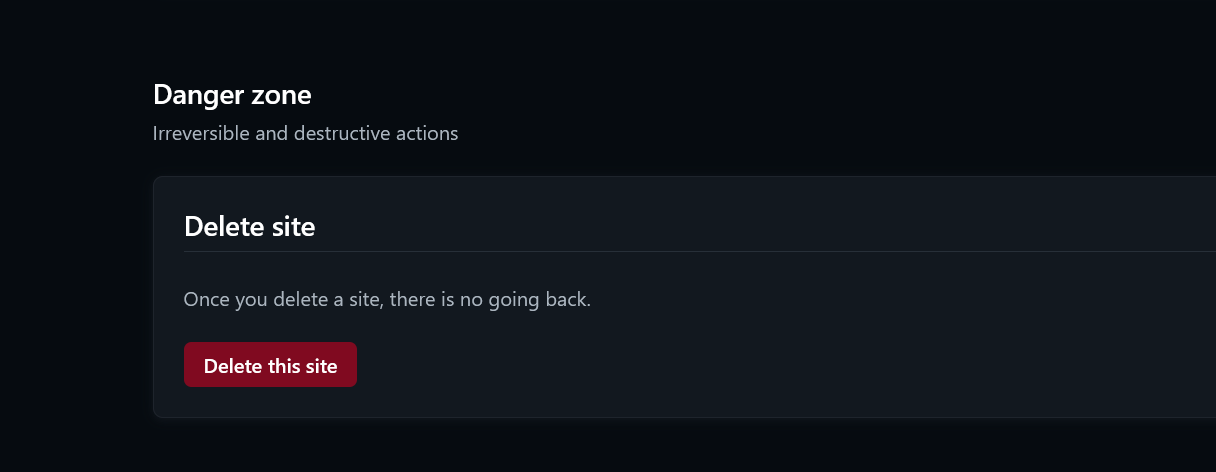 Danger zone
Irreversible and destructive actions
Delete site
Once you delete a site, there is no going back.
Delete this site